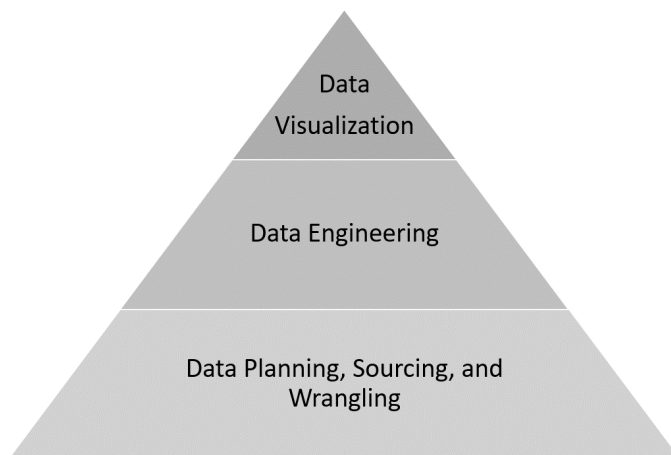 Data
Visualization
Data Engineering
Data Planning, Sourcing, and
Wrangling